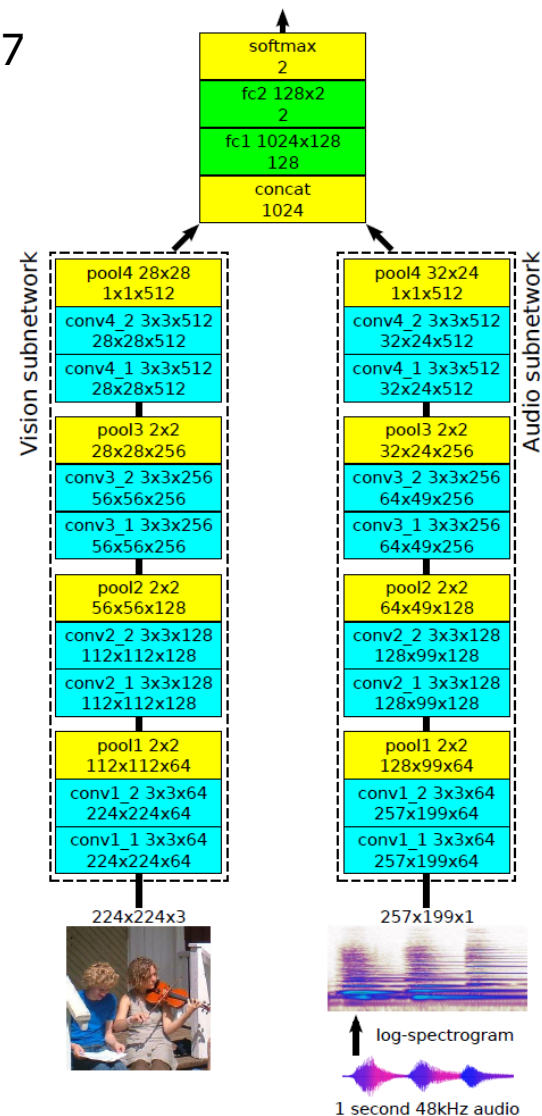 7
softmax
2
fc2 128x2
2
fc1 1024x128
128
concat
1024
Vision subnetwork
pool4 28x28
1x1x512
conv4_2 3x3x512
28x28x512
conv4_1 3x3x512
28x28x512
pool3 2x2
28x28x256
conv3_2 3x3x256
56x56x256
conv3_1 3x3x256
56x56x256
pool2 2x2
56x56x128
conv2_2 3x3x128
112x112x128
conv2_1 3x3x128
112x112x128
pool1 2x2
112x112x64
conv1_2 3x3x64
224x224x64
conv1_1 3x3x64
224x224x64
224x224x3
Audio subnetwork
pool4 32x24
1x1x512
conv4_2 3x3x512
32x24x512
conv4_1 3x3x512
32x24x512
pool3 2x2
32x24x256
conv3_2 3x3x256
64x49x256
conv3_1 3x3x256
64x49x256
pool2 2x2
64x49x128
conv2_2 3x3x128
128x99x128
conv2_1 3x3x128
128x99x128
pool1 2x2
128x99x64
conv1_2 3x3x64
257x199x64
conv1_1 3x3x64
257x199x64
257x199x1
log-spectrogram
1 second 48kHz audio